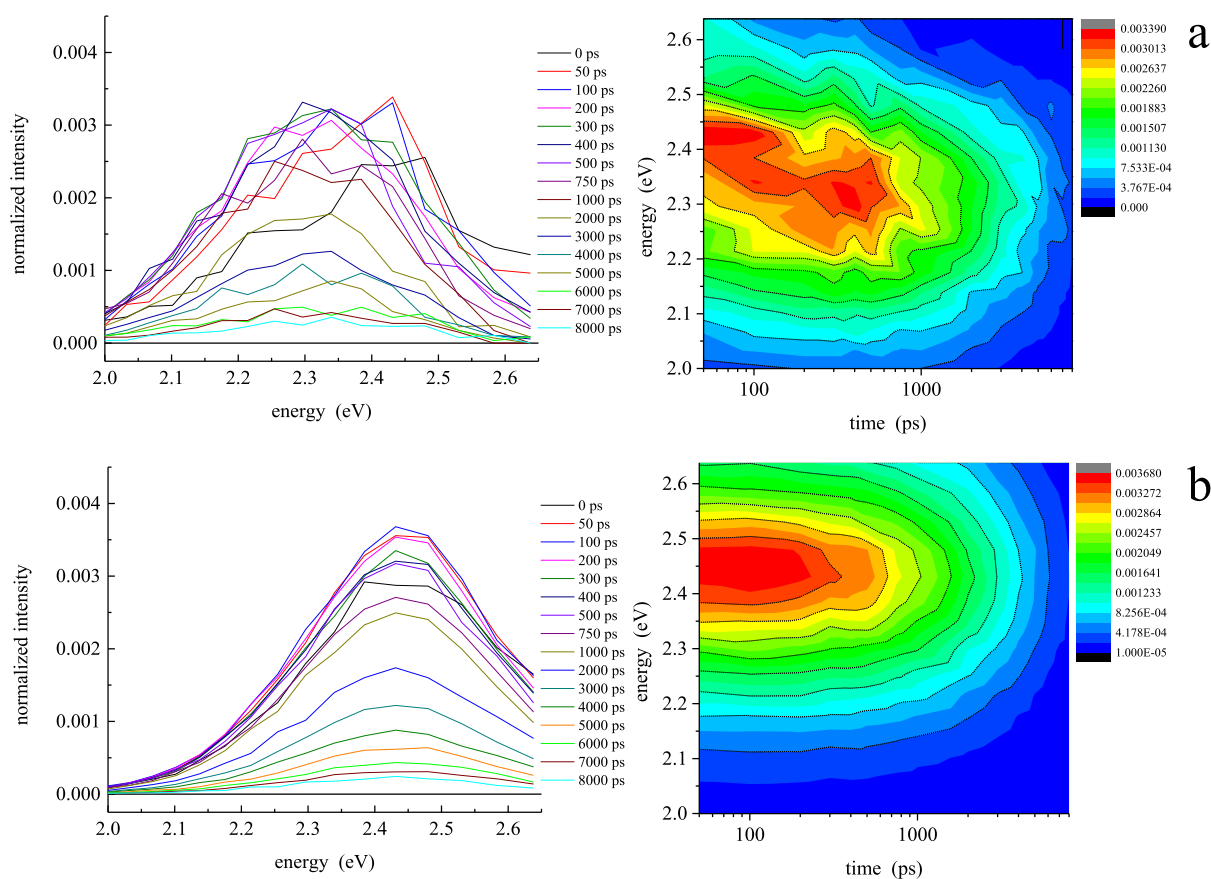 a
normalized intensity
0.004
0.003
0.002
0.001
0.000
2.0 2.1 2.2 2.3 2.4 2.5 2.6
energy (eV)
0 ps
50 ps
100 ps
200 ps
300 ps
400 ps
500 ps
750 ps
1000 ps
2000 ps
3000 ps
4000 ps
5000 ps
6000 ps
7000 ps
8000 ps
energy (eV)
2.6
2.5
2.4
2.3
2.2
2.1
2.0
100 1000
time (ps)
0.003390
0.003013
0.002637
0.002260
0.001883
0.001507
0.001130
7.533E-04
3.767E-04
0.000
b
normalized intensity
0.004
0.003
0.002
0.001
0.000
2.0 2.1 2.2 2.3 2.4 2.5 2.6
energy (eV)
0 ps
50 ps
100 ps
200 ps
300 ps
400 ps
500 ps
750 ps
1000 ps
2000 ps
3000 ps
4000 ps
5000 ps
6000 ps
7000 ps
8000 ps
energy (eV)
2.6
2.5
2.4
2.3
2.2
2.1
2.0
100 1000
time (ps)
0.003680
0.003272
0.002864
0.002457
0.002049
0.001641
0.001233
8.256E-04
4.178E-04
1.000E-05